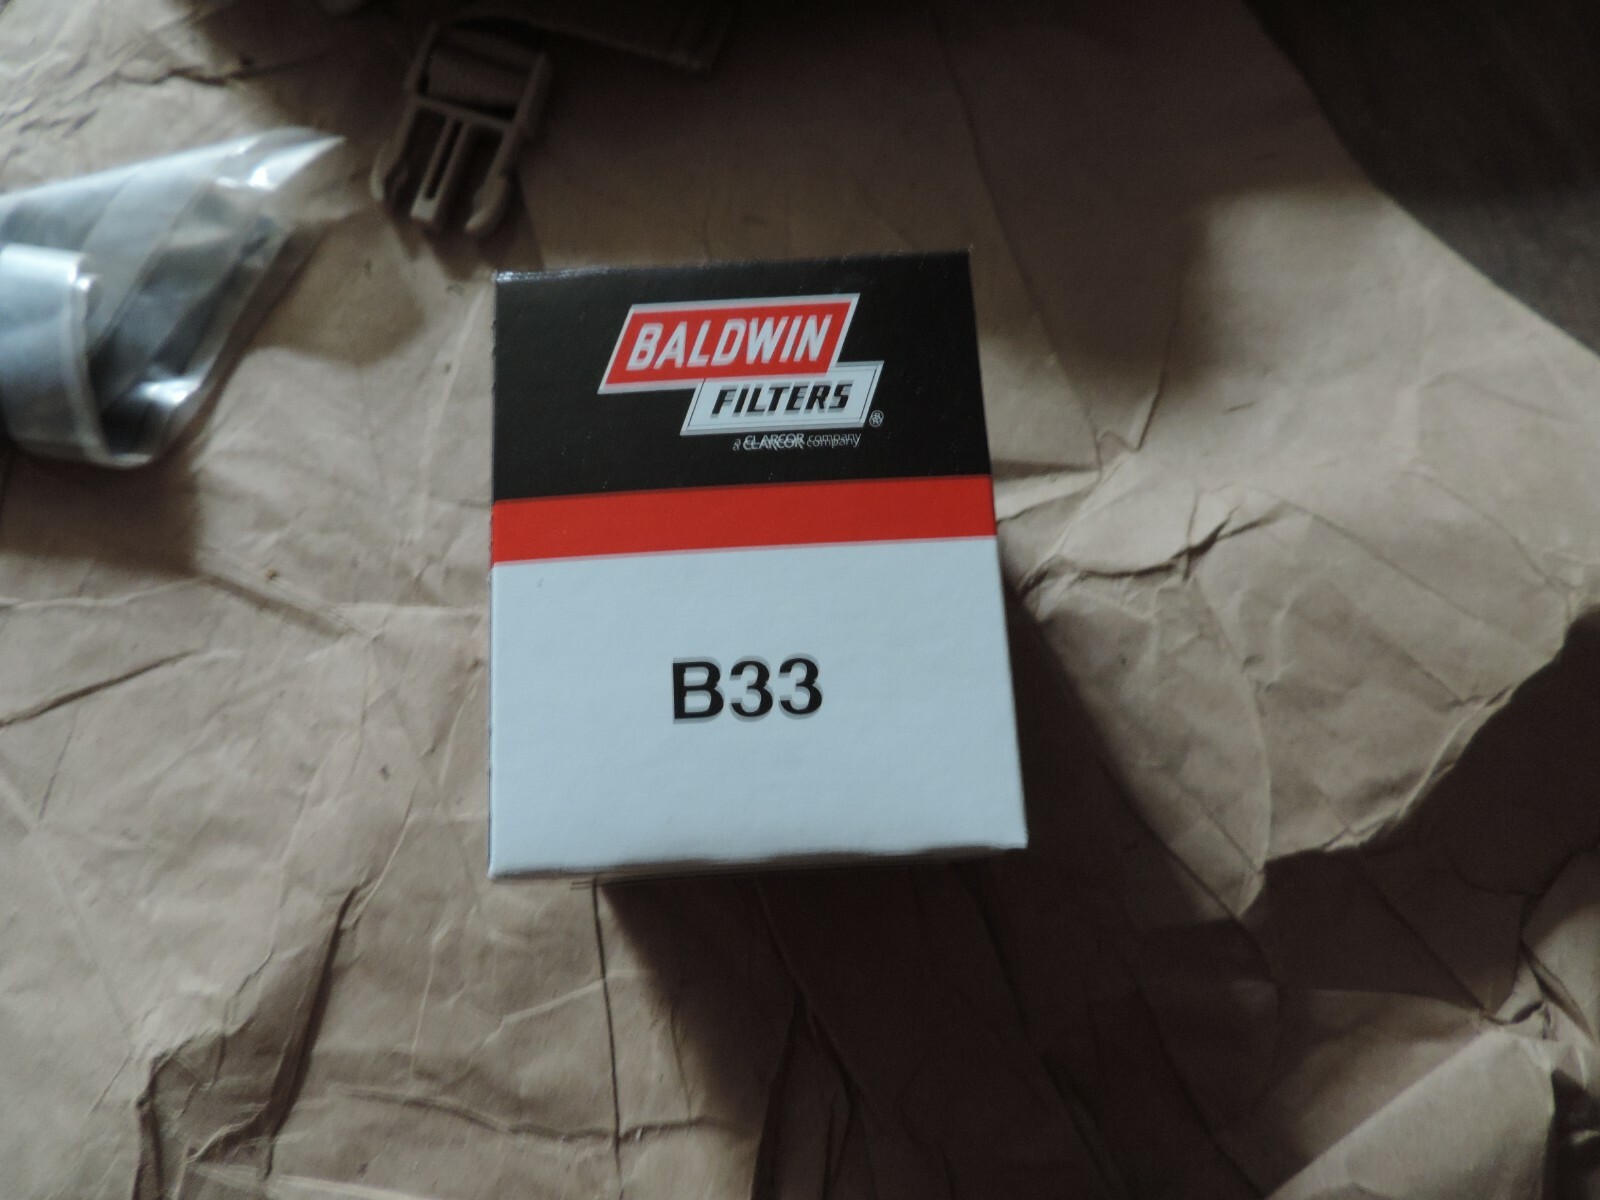 BALDWIN
FILTERS
®
a CLARCOR company
B33